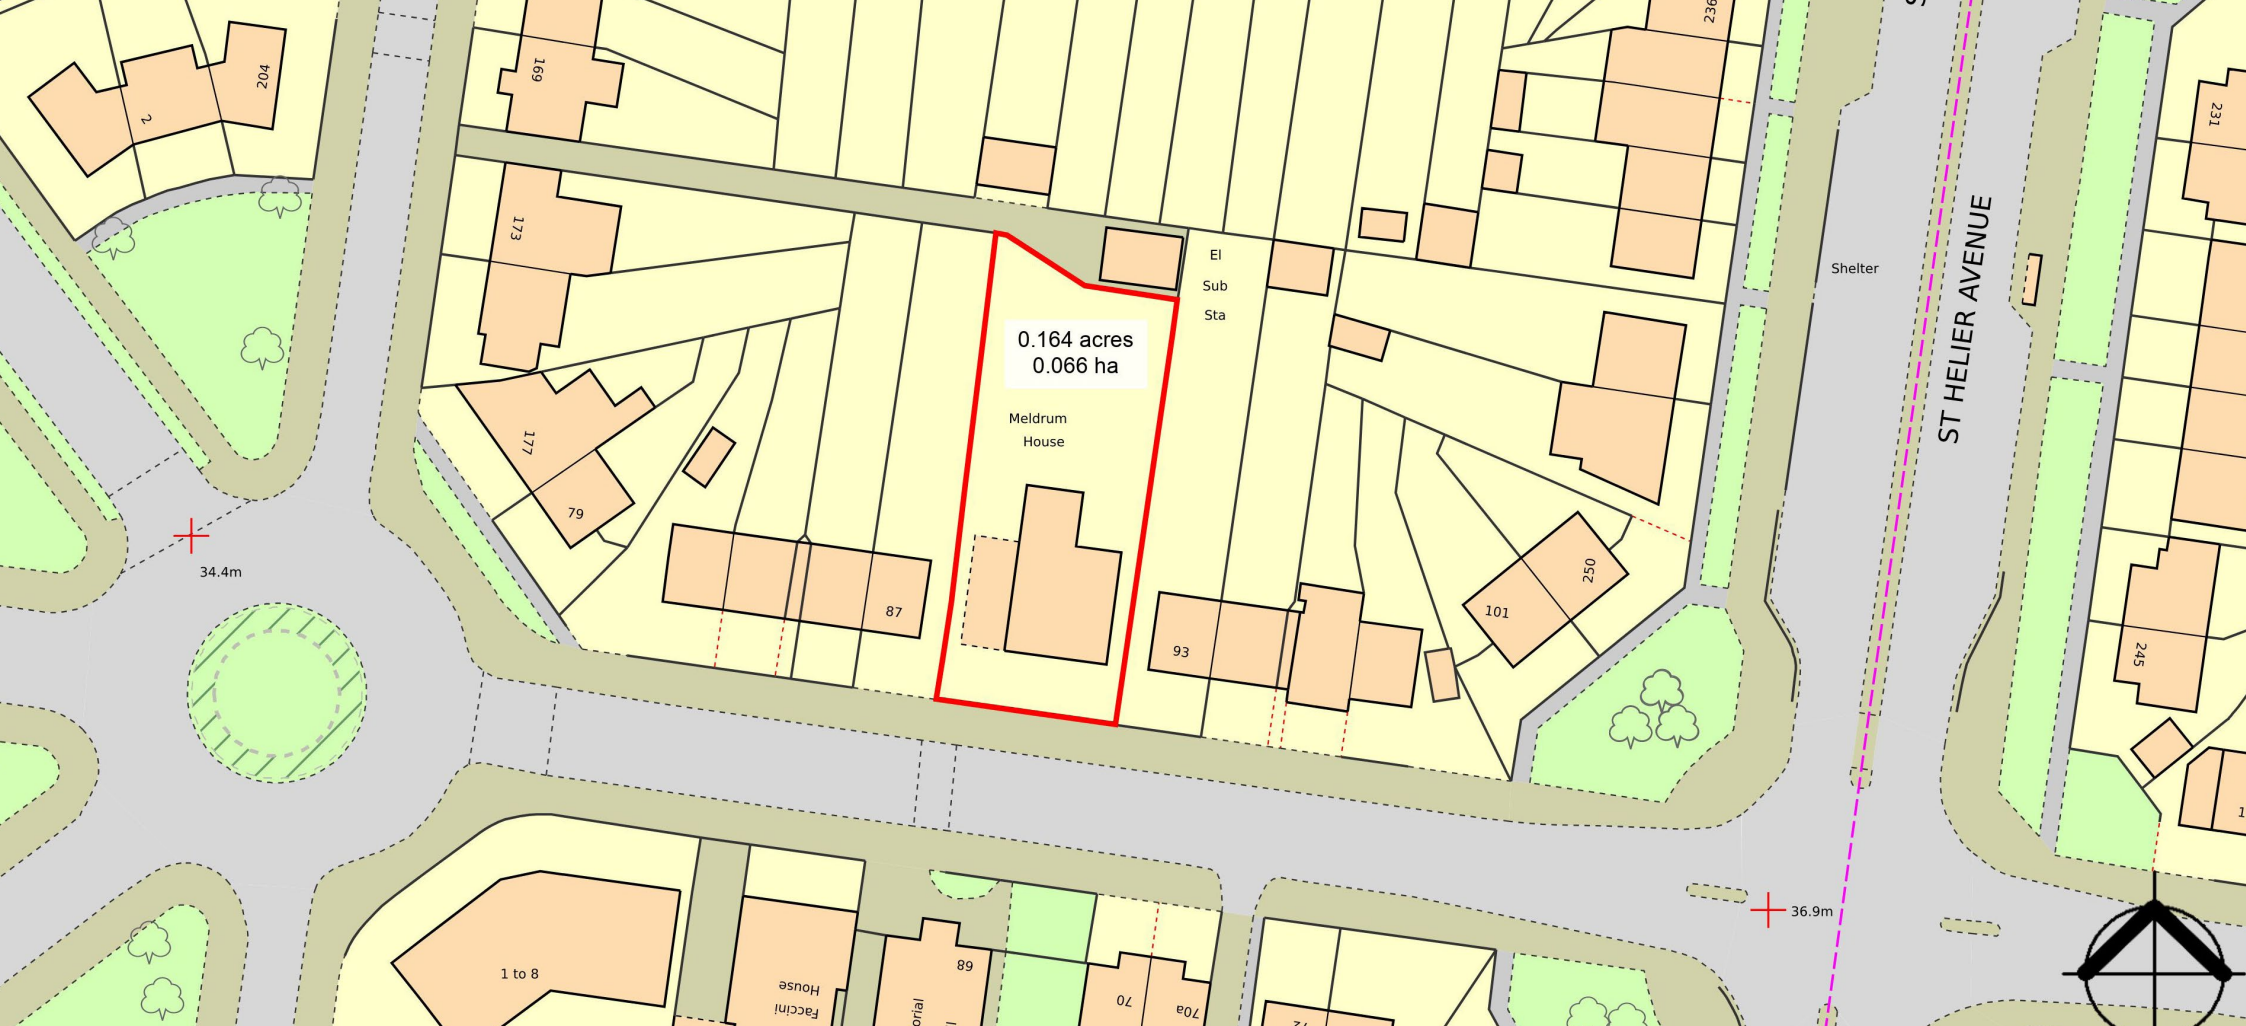 204
2
169
236
231
173
El
Sub
Sta
Shelter
ST HELIER AVENUE
0.164 acres
0.066 ha
Meldrum
House
177
79
87
93
101
250
245
34.4m
36.9m
1 to 8
Faccini
House
68
70
70a